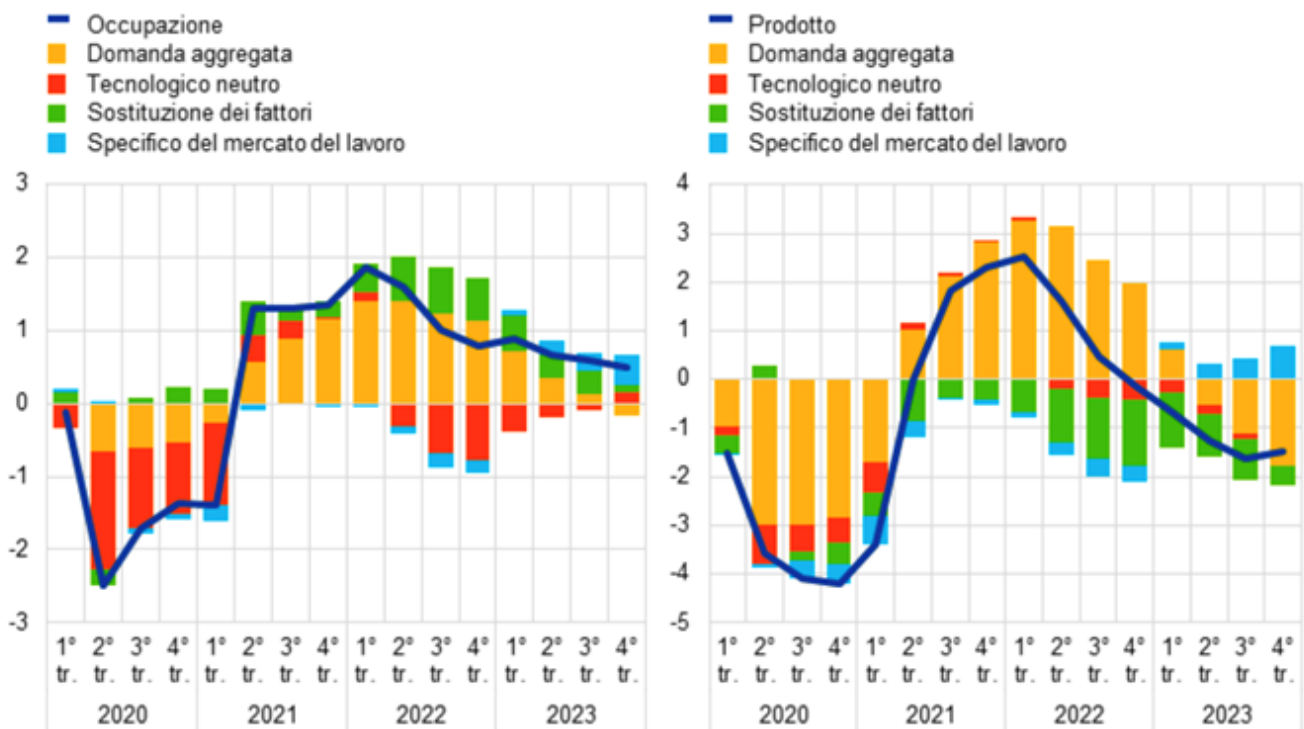 Occupazione
Domanda aggregata
Tecnologico neutro
Sostituzione dei fattori
Specifico del mercato del lavoro
3
2
1
0
-1
-2
-3
1° 2° 3° 4° 1° 2° 3° 4° 1° 2° 3° 4° 1° 2° 3° 4°
tr. tr. tr. tr. tr. tr. tr. tr. tr. tr. tr. tr. tr. tr. tr. tr.
2020 2021 2022 2023
Prodotto
Domanda aggregata
Tecnologico neutro
Sostituzione dei fattori
Specifico del mercato del lavoro
4
3
2
1
0
-1
-2
-3
-4
-5
1° 2° 3° 4° 1° 2° 3° 4° 1° 2° 3° 4° 1° 2° 3° 4°
tr. tr. tr. tr. tr. tr. tr. tr. tr. tr. tr. tr. tr. tr. tr. tr.
2020 2021 2022 2023